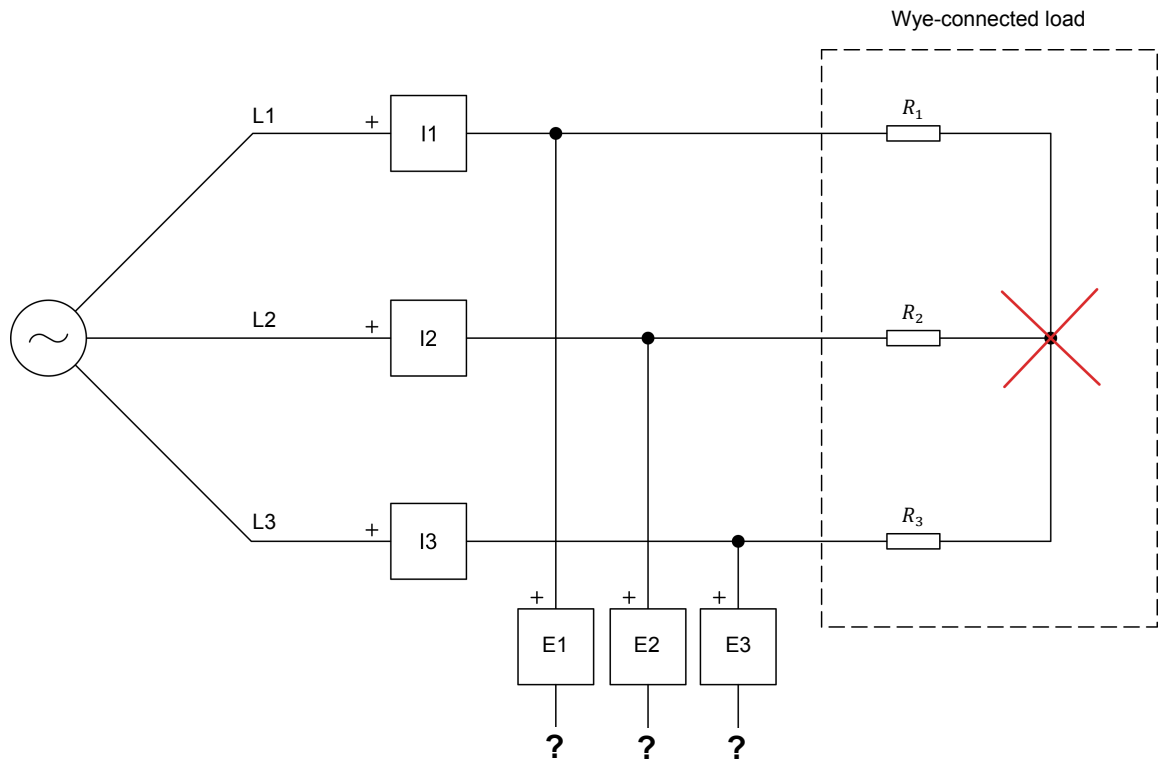 Wye-connected load
L1
+
I1
R₁
L2
+
I2
R₂
L3
+
I3
R₃
+
+
+
E1
E2
E3
?
?
?